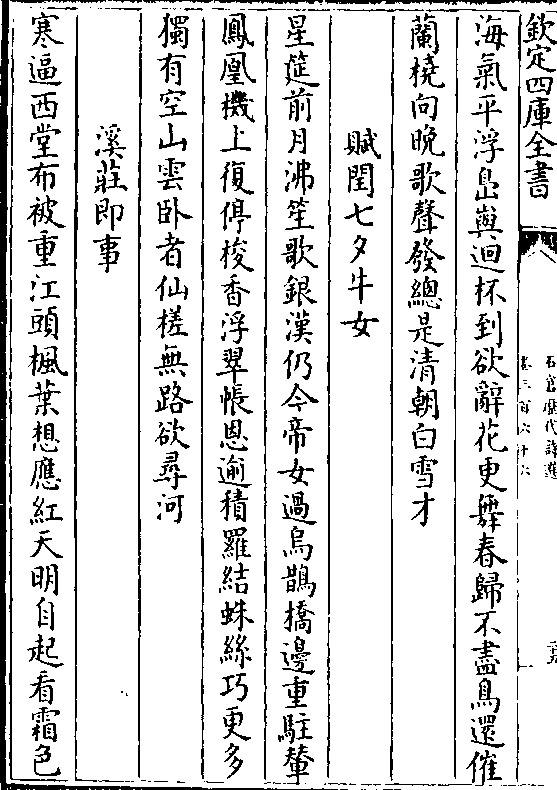 欽定四庫全書
石倉歷代詩選
卷三百六十六
海氣平浮島嶼迴杯到欲辭花更舞春歸不盡鳥還催
蘭橈向晚歌聲發總是清朝白雪才
賦閏七夕牛女
星筵前月沸笙歌銀漢仍今帝女過烏鵲橋邊重駐輦
鳳凰機上復停梭香浮翠帳恩逾積羅結蛛絲巧更多
獨有空山雲卧者仙槎無路欲尋河
溪莊即事
寒逼西堂布被重江頭楓葉想應紅天明自起看霜色